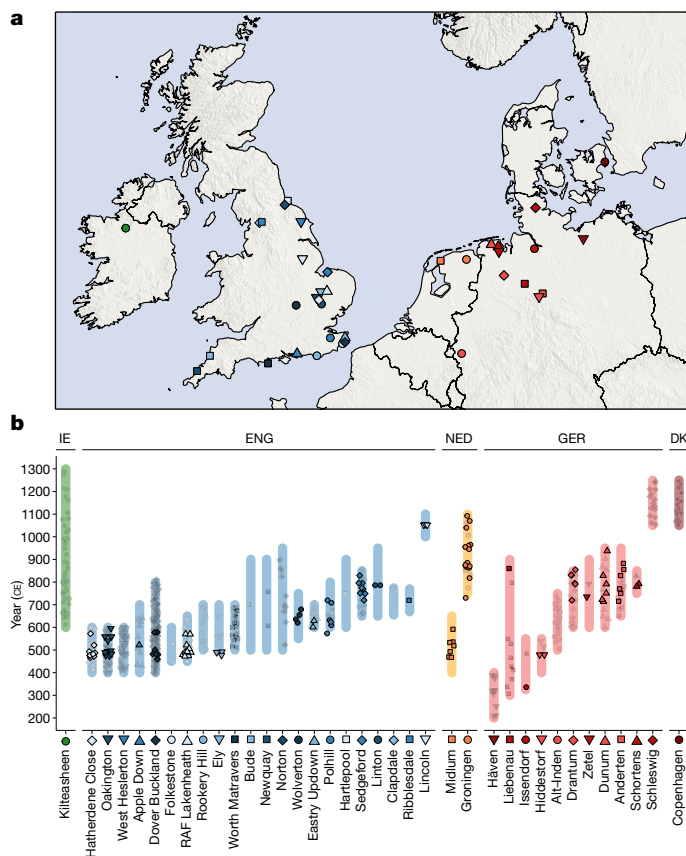 a
b
IE ENG NED GER DK
1300
1200
1100
1000
900
800
700
600
500
400
300
200
Year (CE)
Kilteasheen
Hatherdene Close
Oakington
West Heslerton
Apple Down
Dover Buckland
Folkestone
RAF Lakenheath
Rookery Hill
Ely
Worth Matravers
Bude
Newquay
Norton
Wolverton
Eastry Updown
Polhill
Hartlepool
Sedgeford
Linton
Clapdale
Ribblesdale
Lincoln
Midlum
Groningen
Häven
Liebenau
Issendorf
Hiddestorf
Alt-Inden
Drantum
Zetel
Dunum
Anderten
Schortens
Schleswig
Copenhagen